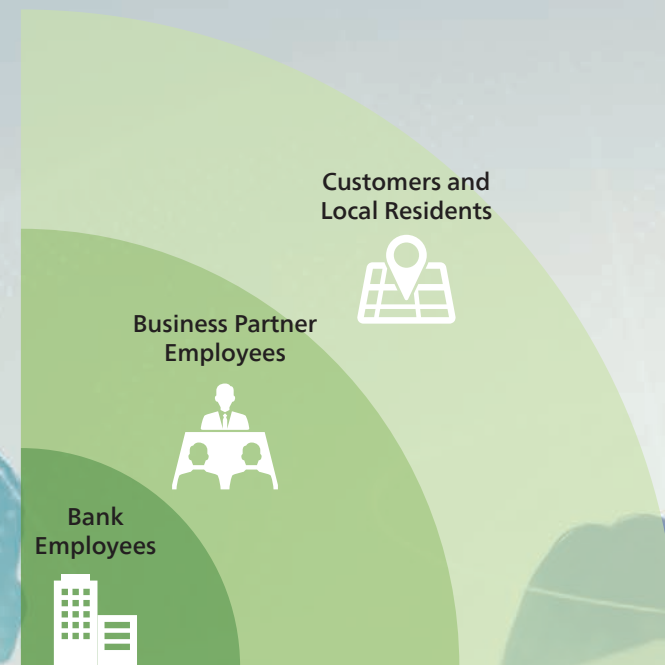 Customers and
Local Residents
Business Partner
Employees
Bank
Employees